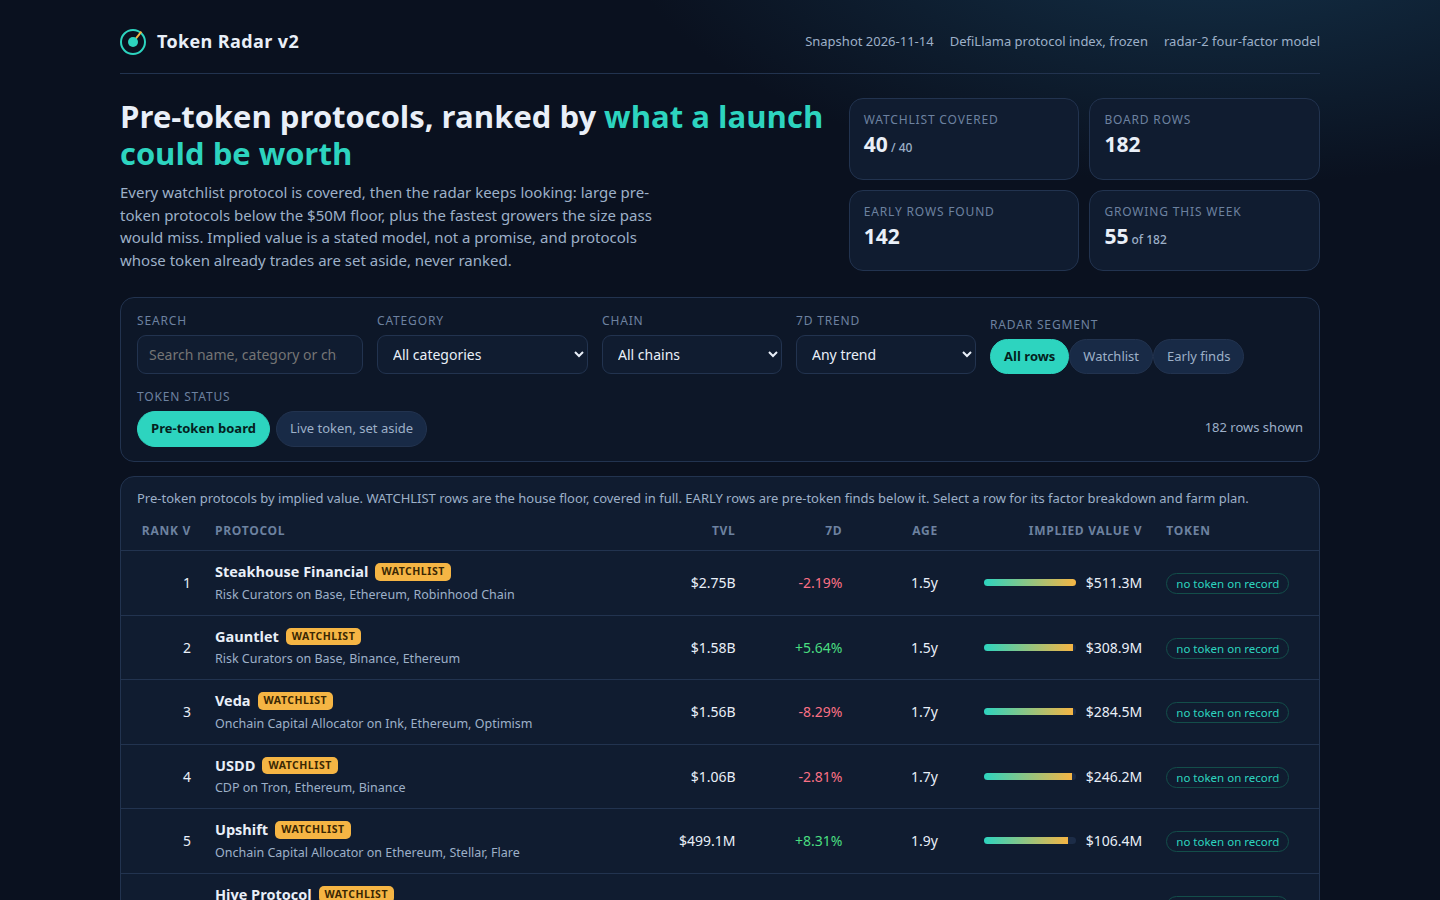 Token Radar v2
Snapshot 2026-11-14 DefiLlama protocol index, frozen radar-2 four-factor model
Pre-token protocols, ranked by what a launch
could be worth
Every watchlist protocol is covered, then the radar keeps looking: large pre-
token protocols below the $50M floor, plus the fastest growers the size pass
would miss. Implied value is a stated model, not a promise, and protocols
whose token already trades are set aside, never ranked.
WATCHLIST COVERED
40 / 40
BOARD ROWS
182
EARLY ROWS FOUND
142
GROWING THIS WEEK
55 of 182
SEARCH CATEGORY CHAIN 7D TREND RADAR SEGMENT
Search name, category or ch All categories All chains Any trend All rows Watchlist Early finds
TOKEN STATUS
Pre-token board Live token, set aside 182 rows shown
Pre-token protocols by implied value. WATCHLIST rows are the house floor, covered in full. EARLY rows are pre-token finds below it. Select a row for its factor breakdown and farm plan.
RANK V PROTOCOL TVL 7D AGE IMPLIED VALUE V TOKEN
1 Steakhouse Financial WATCHLIST $2.75B -2.19% 1.5y $511.3M no token on record
Risk Curators on Base, Ethereum, Robinhood Chain
2 Gauntlet WATCHLIST $1.58B +5.64% 1.5y $308.9M no token on record
Risk Curators on Base, Binance, Ethereum
3 Veda WATCHLIST $1.56B -8.29% 1.7y $284.5M no token on record
Onchain Capital Allocator on Ink, Ethereum, Optimism
4 USDD WATCHLIST $1.06B -2.81% 1.7y $246.2M no token on record
CDP on Tron, Ethereum, Binance
5 Upshift WATCHLIST $499.1M +8.31% 1.9y $106.4M no token on record
Onchain Capital Allocator on Ethereum, Stellar, Flare
Hive Protocol WATCHLIST